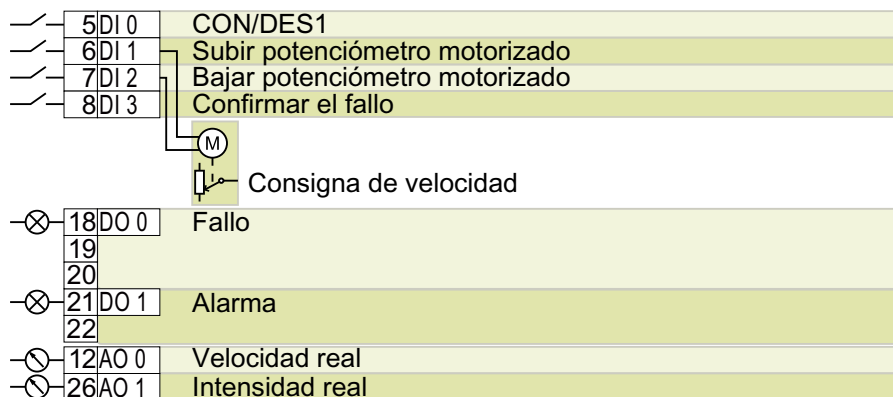 5 DI 0 CON/DES1
6 DI 1 Subir potenciómetro motorizado
7 DI 2 Bajar potenciómetro motorizado
8 DI 3 Confirmar el fallo
M
Consigna de velocidad
18 DO 0 Fallo
19
20
21 DO 1 Alarma
22
12 AO 0 Velocidad real
26 AO 1 Intensidad real